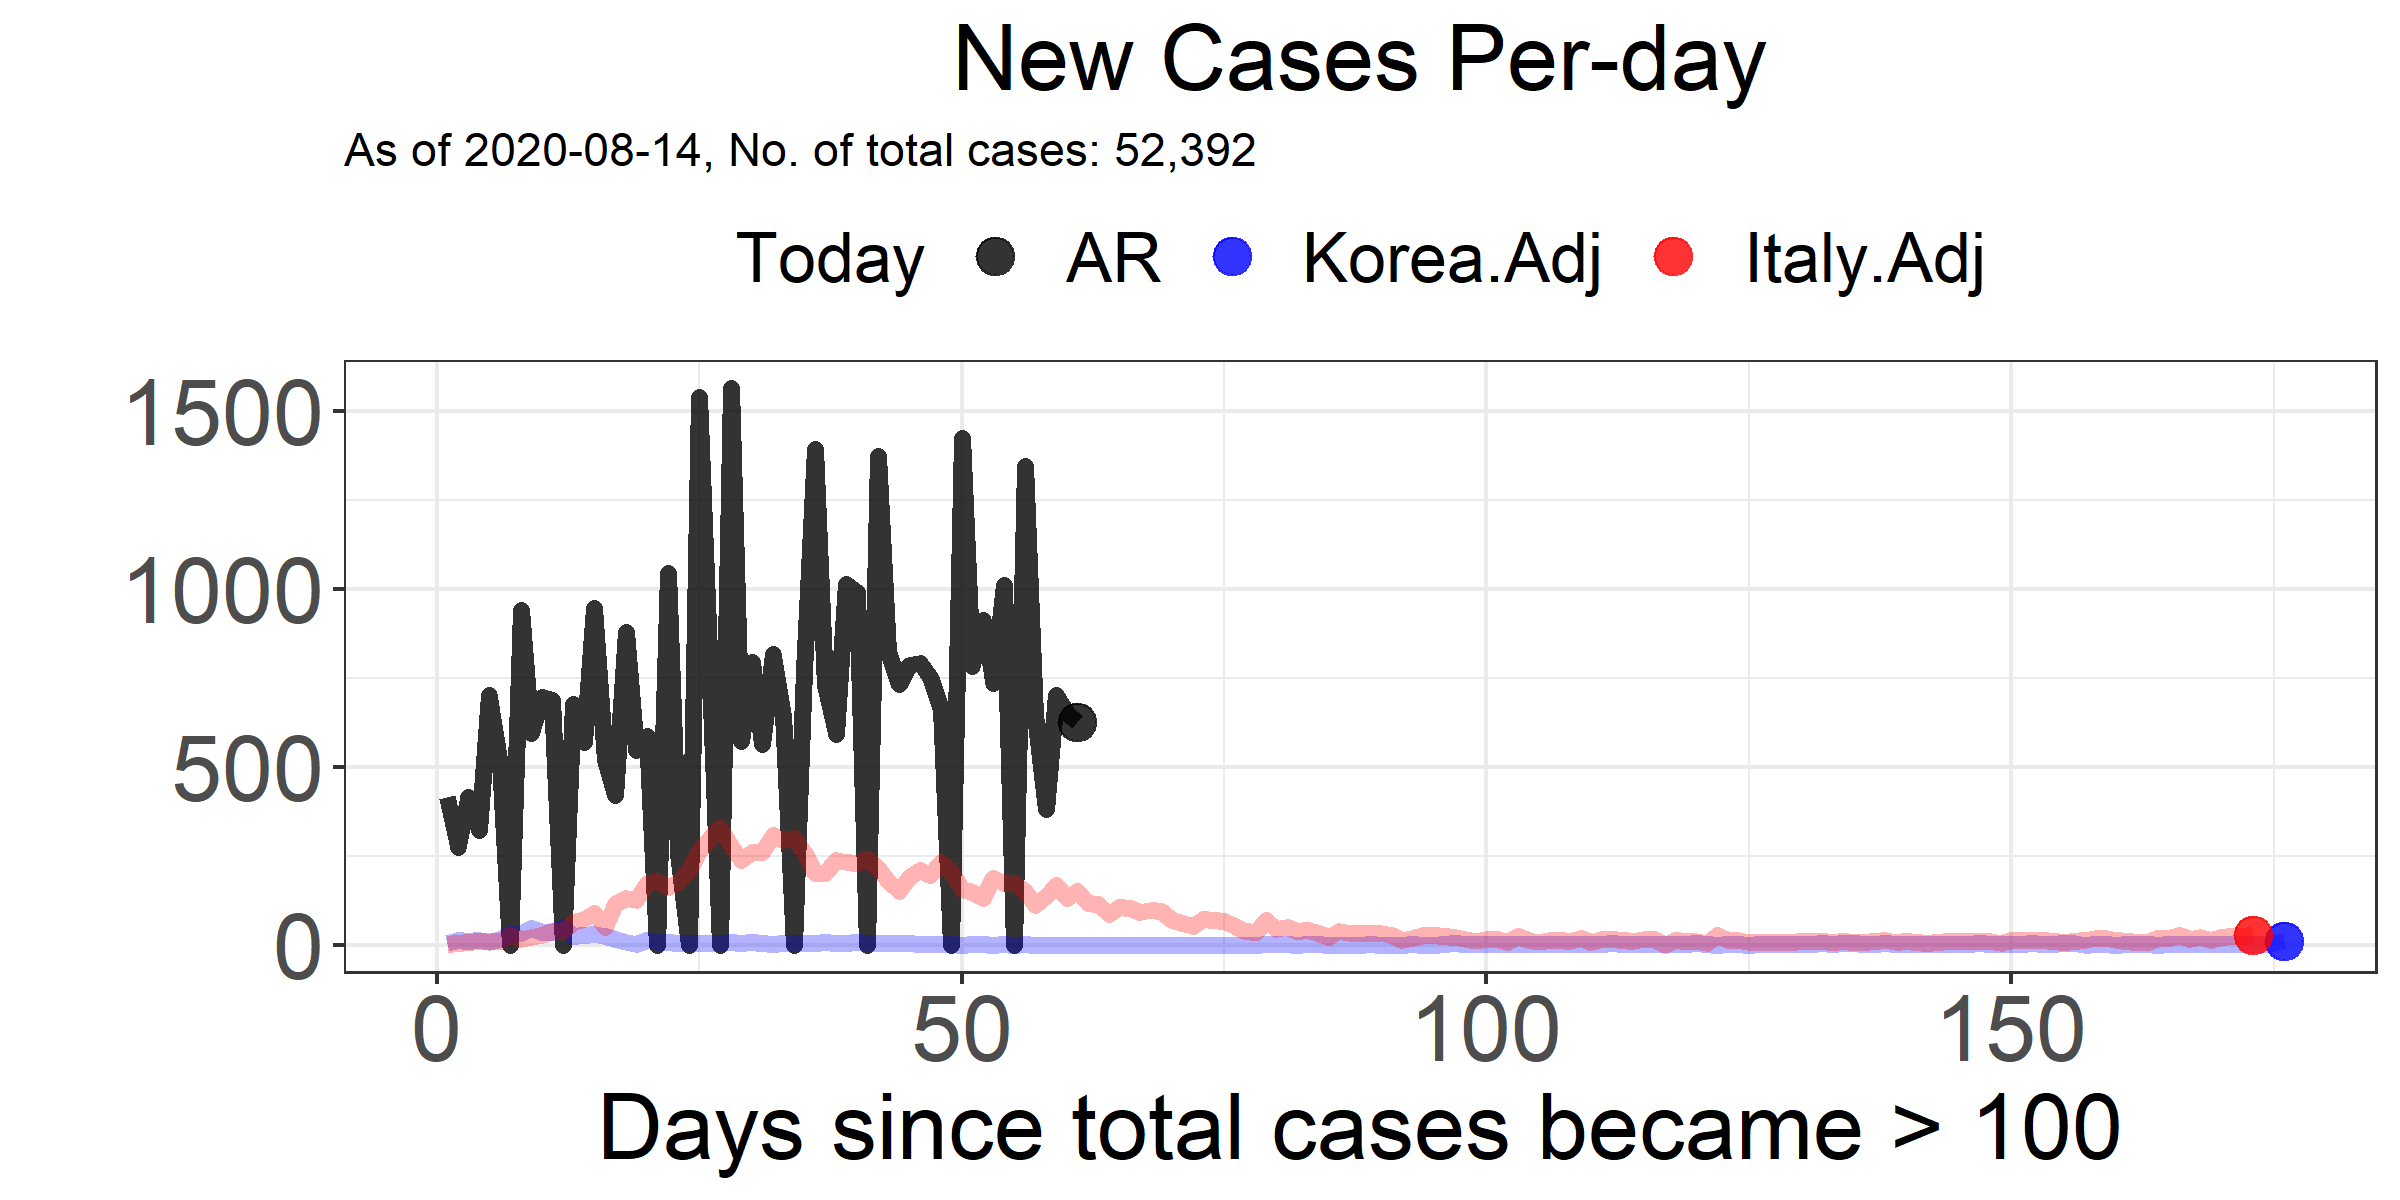 New Cases Per-day
As of 2020-08-14, No. of total cases: 52,392
Today AR Korea.Adj Italy.Adj
1500
1000
500
0
0 50 100 150
Days since total cases became > 100